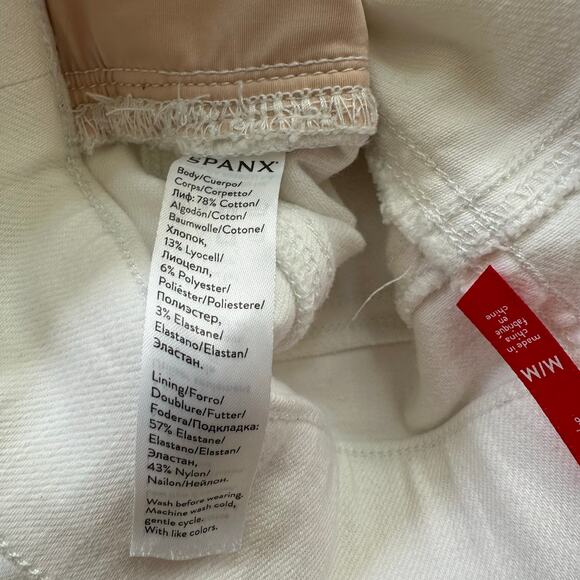 SPANX
Body/Cuerpo/
Corps/Corpetto/
Лиф: 78% Cotton/
Algodón/Coton/
Baumwolle/Cotone/
Хлопок,
13% Lyocell/
Лиоцелл,
6% Polyester/
Poliéster/Poliestere/
Полиэстер,
3% Elastane/
Elastano/Elastan/
Эластан.
Lining/Forro/
Doublure/Futter/
Fodera/Подкладка:
57% Elastane/
Elastano/Elastan/
Эластан,
43% Nylon/
Nailon/Нейлон.
Wash before wearing.
Machine wash cold,
gentle cycle.
With like colors.
made in
china
fabriqué
en
chine
M/M